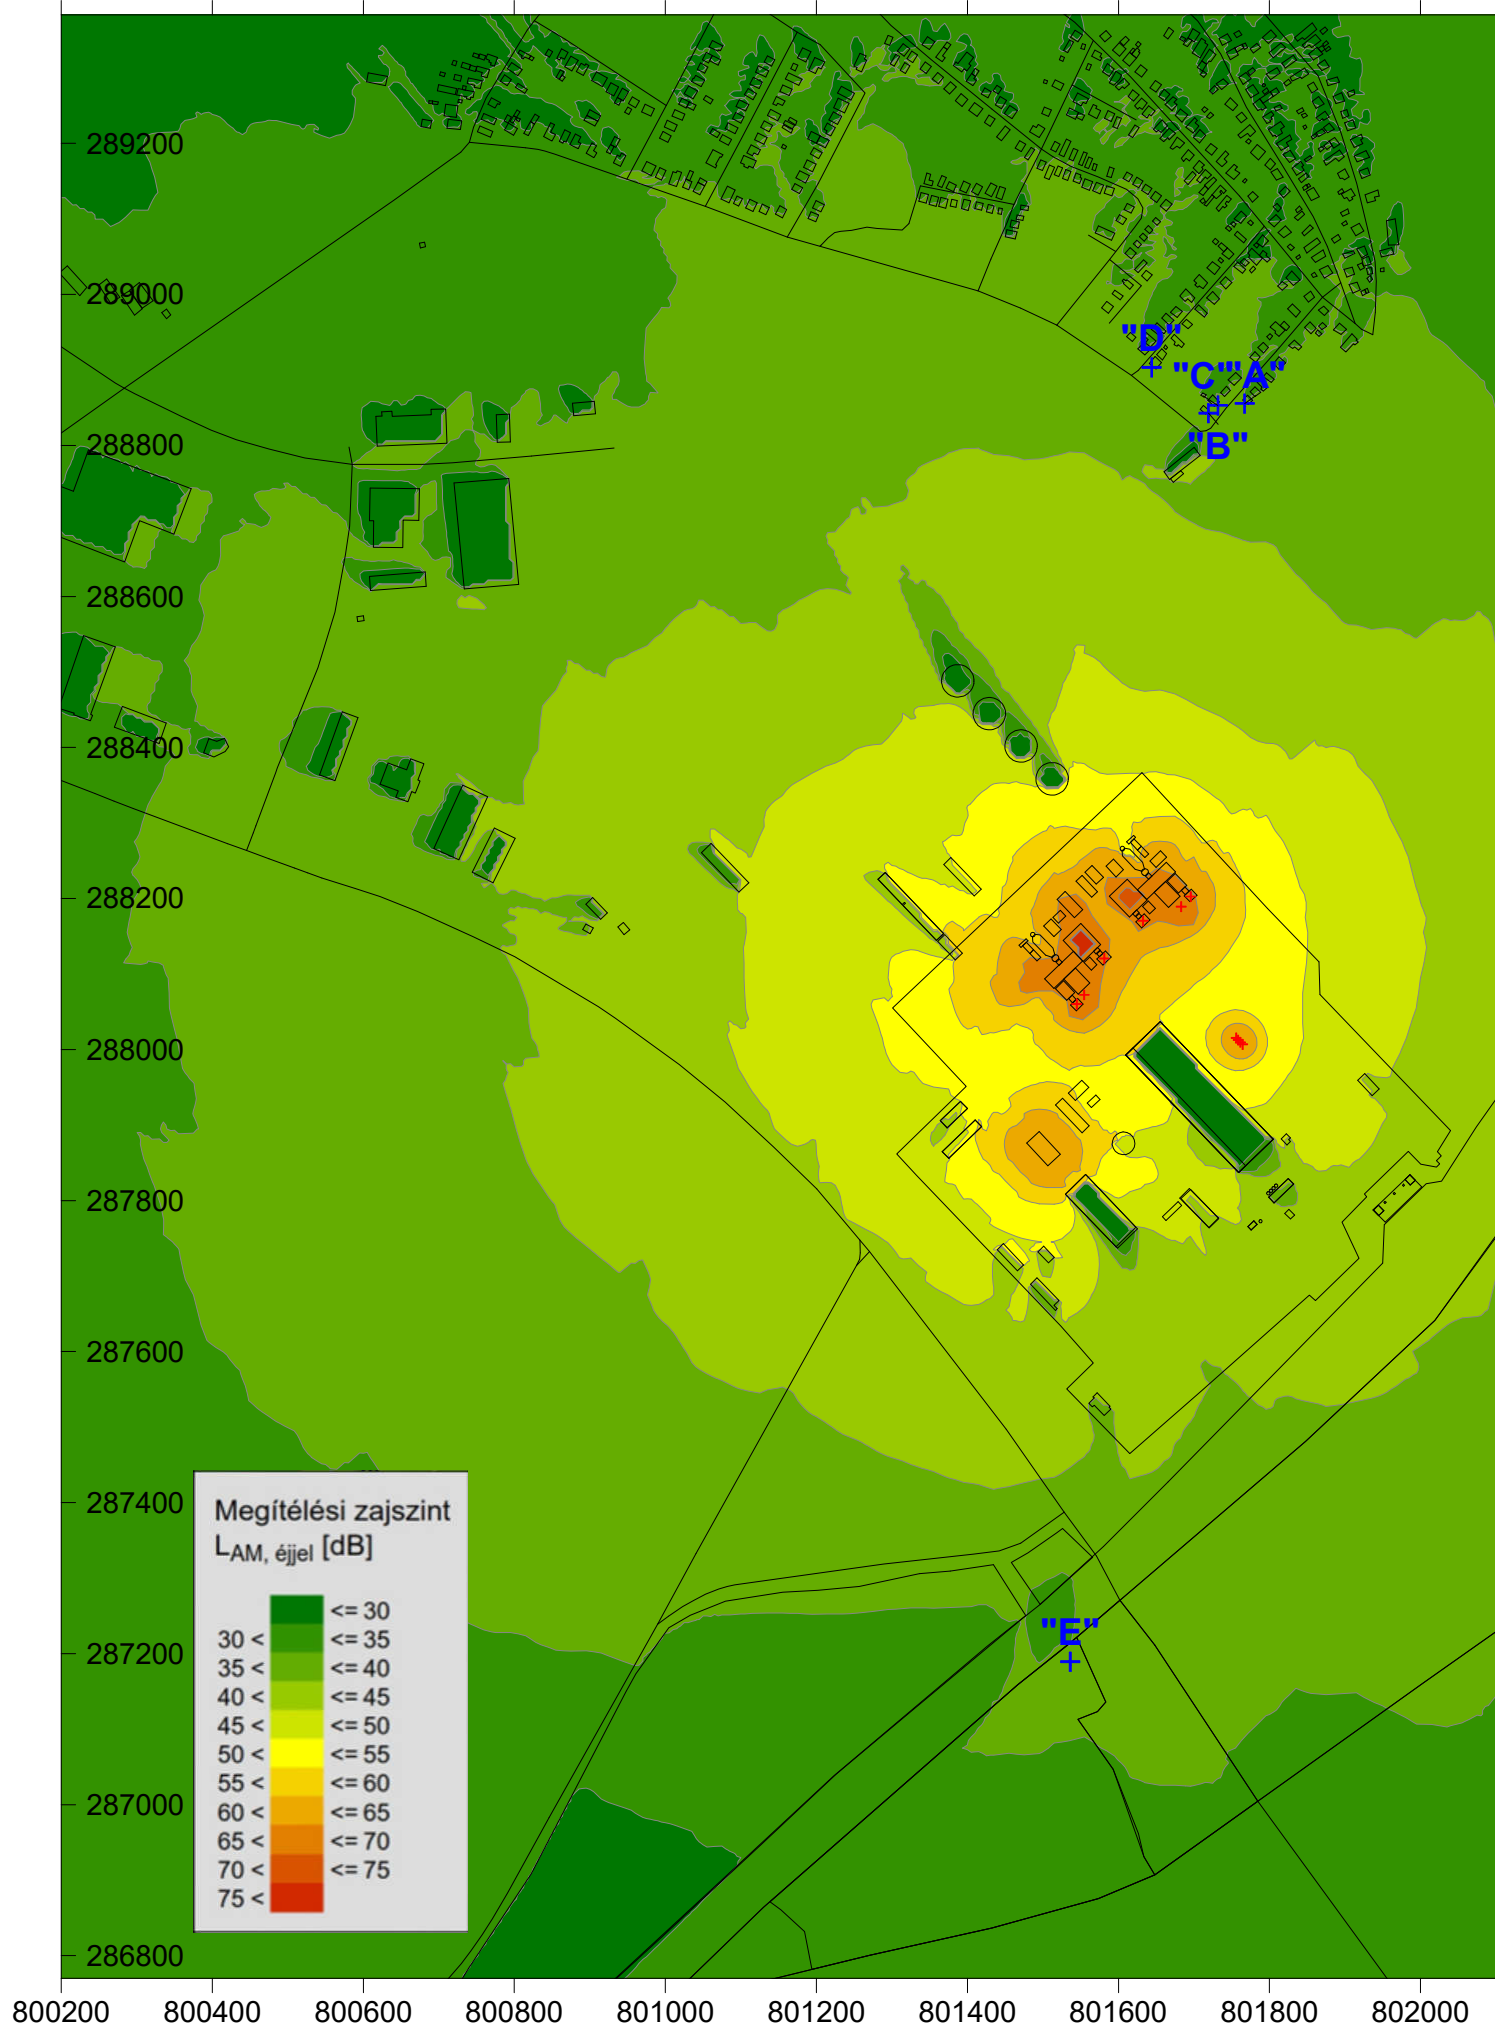 289200
289000
"D"
"C"
"A"
288800
"B"
288600
288400
288200
288000
287800
287600
287400
Megítélési zajszint
LAM, éjjel [dB]
<= 30
30 < <= 35
35 < <= 40
40 < <= 45
45 < <= 50
50 < <= 55
55 < <= 60
60 < <= 65
65 < <= 70
70 < <= 75
75 <
"E"
287200
287000
286800
800200 800400 800600 800800 801000 801200 801400 801600 801800 802000